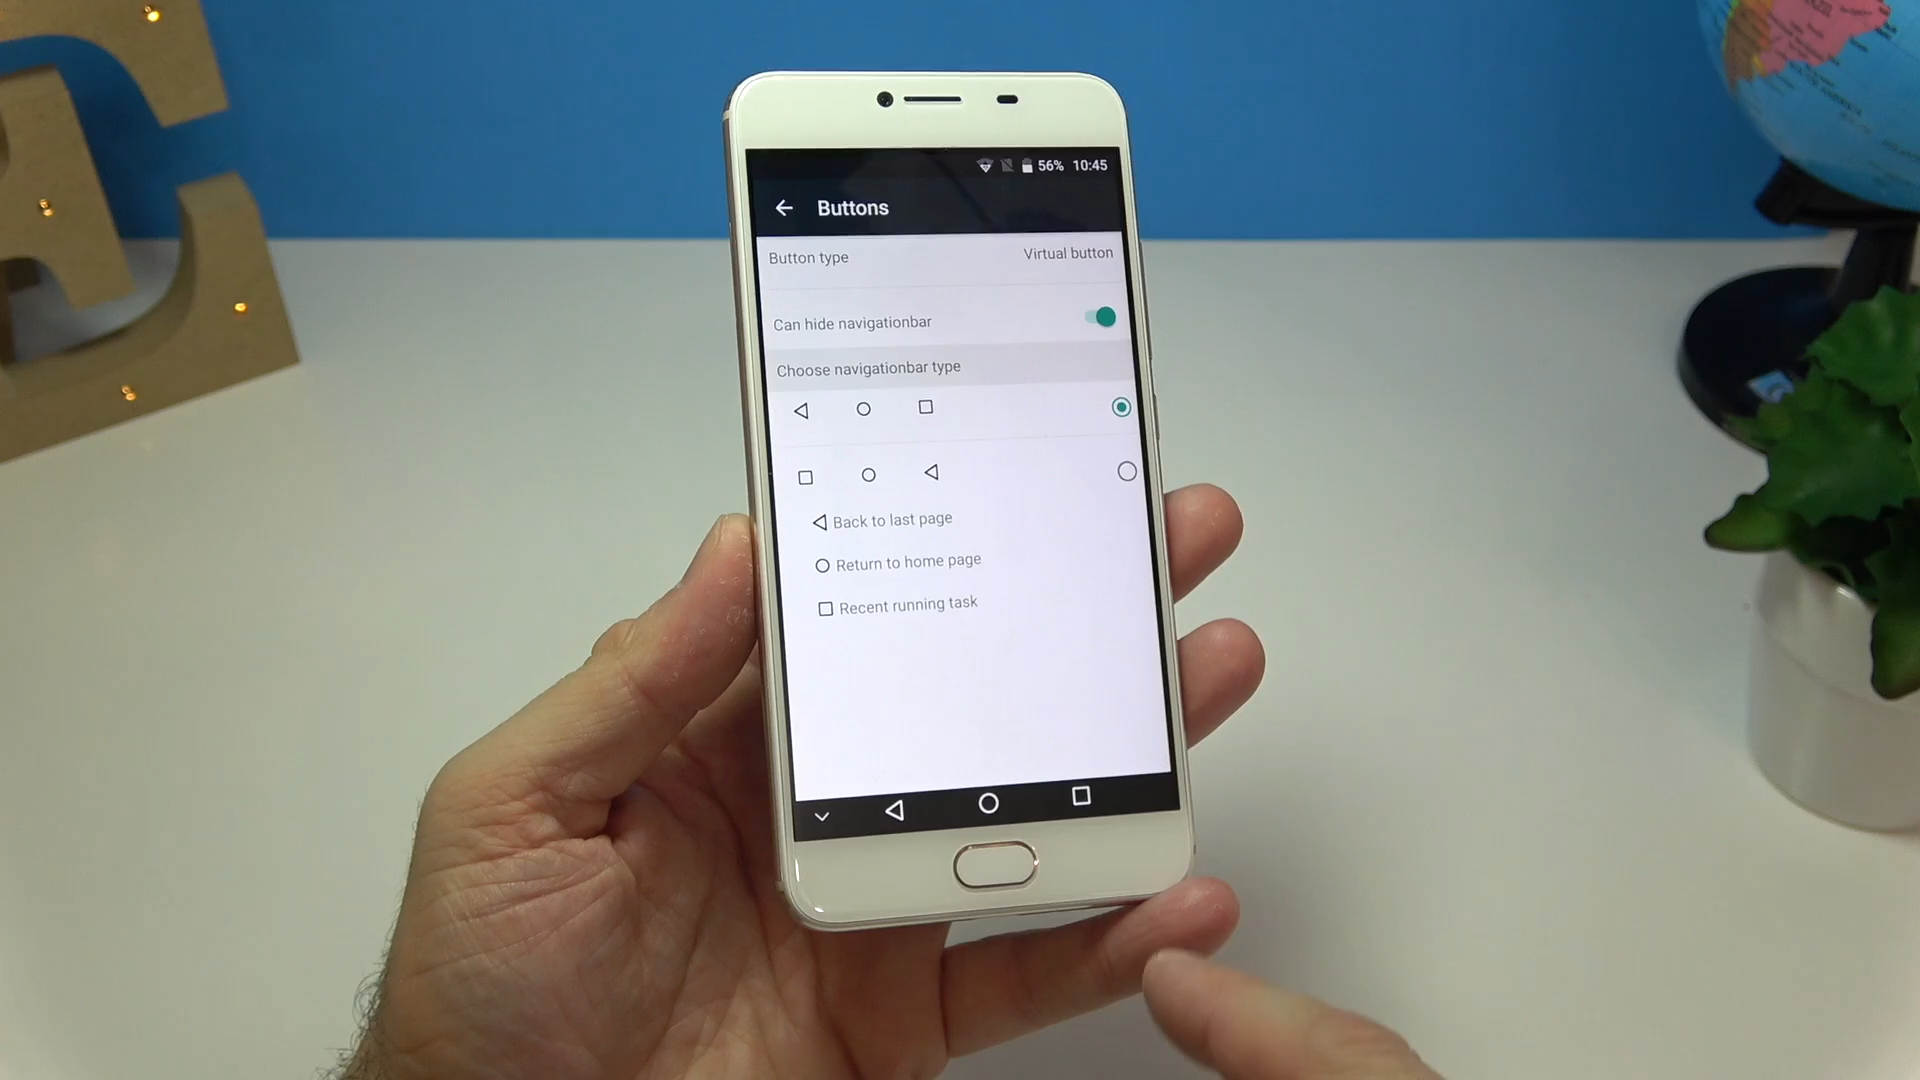 56% 10:45
Buttons
Button type Virtual button
Can hide navigationbar
Choose navigationbar type
Back to last page
Return to home page
Recent running task